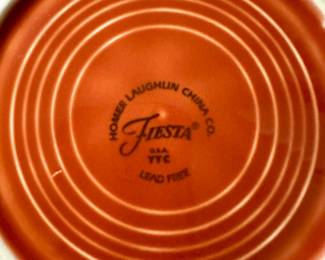 HOMER LAUGHLIN CHINA CO.
FIESTA®
U.S.A.
YYC
LEAD FREE